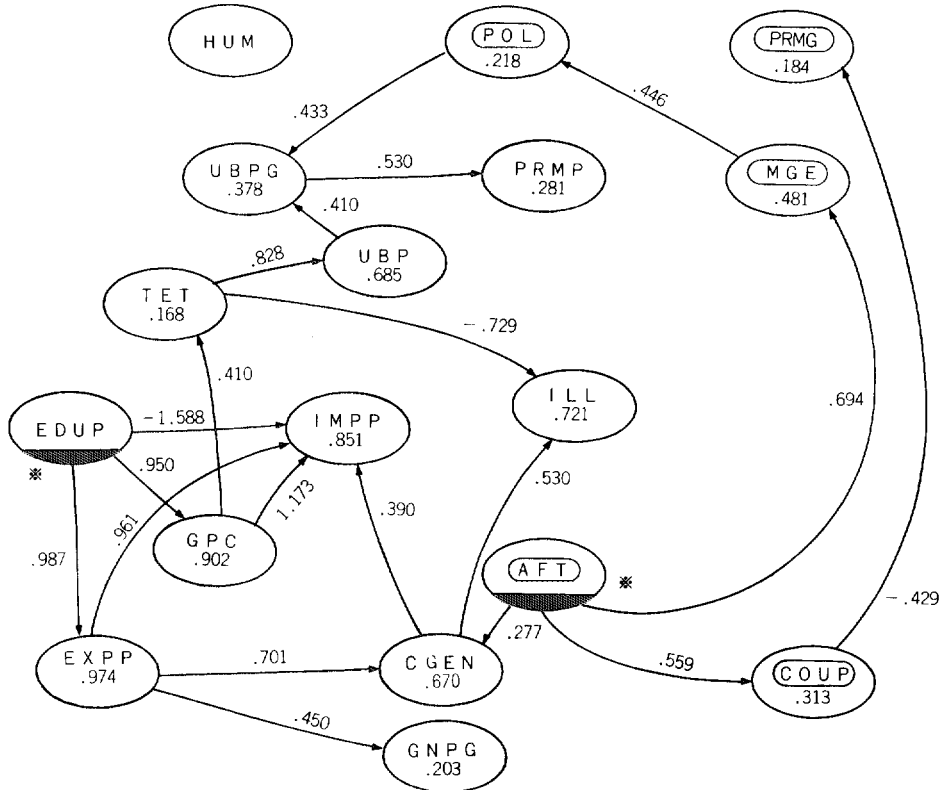 HUM
POL
.218
PRMG
.184
.446
.433
UBPG
.378
.530
PRMP
.281
MGE
.481
.410
.828
UBP
.685
TET
.168
-.729
.410
ILL
.721
.694
EDUP
-1.588
IMPP
.851
※
.950
.961
1.173
.390
.530
GPC
.902
.987
AFT
※
-.429
.277
EXPP
.974
.701
CGEN
.670
.559
COUP
.313
.450
GNPG
.203